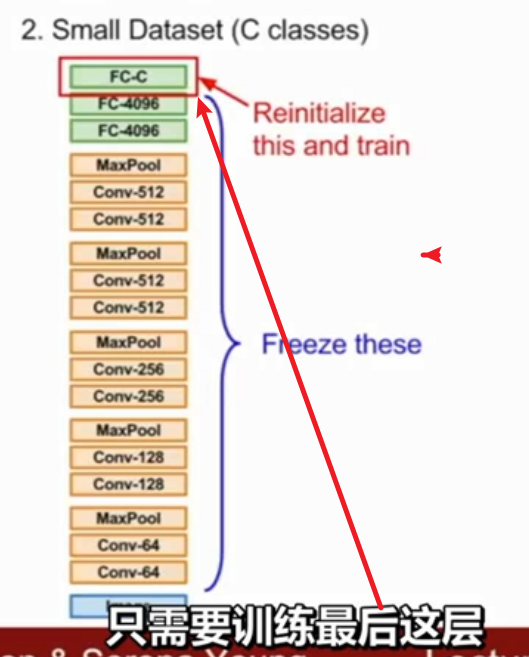 2. Small Dataset (C classes)
FC-C
FC-4096
FC-4096
MaxPool
Conv-512
Conv-512
MaxPool
Conv-512
Conv-512
MaxPool
Conv-256
Conv-256
MaxPool
Conv-128
Conv-128
MaxPool
Conv-64
Conv-64
Reinitialize
this and train
Freeze these
只需要训练最后这层